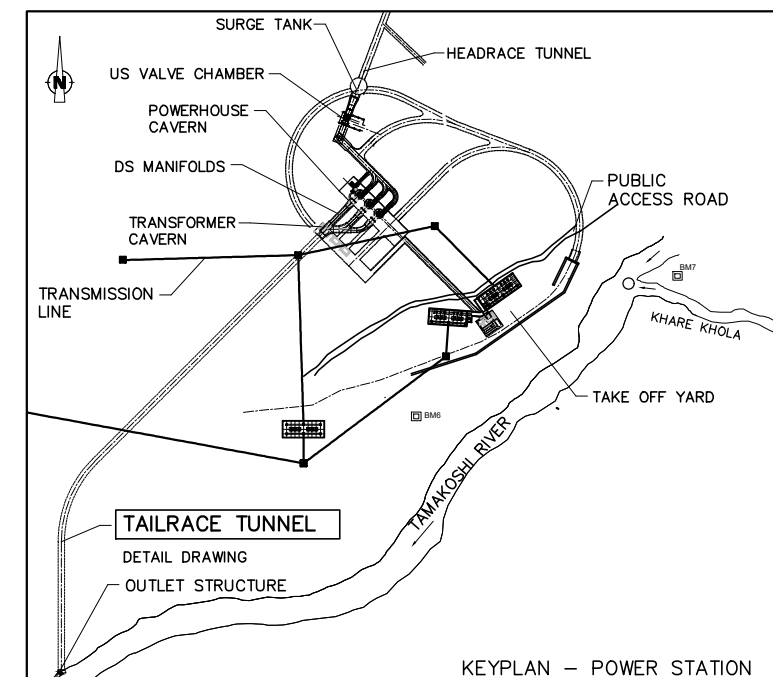 SURGE TANK
HEADRACE TUNNEL
N
US VALVE CHAMBER
POWERHOUSE
CAVERN
DS MANIFOLDS
PUBLIC
ACCESS ROAD
TRANSFORMER
CAVERN
BM7
TRANSMISSION
LINE
KHARE KHOLA
TAKE OFF YARD
BM6
TAMAKOSHI RIVER
TAILRACE TUNNEL
DETAIL DRAWING
OUTLET STRUCTURE
KEYPLAN – POWER STATION